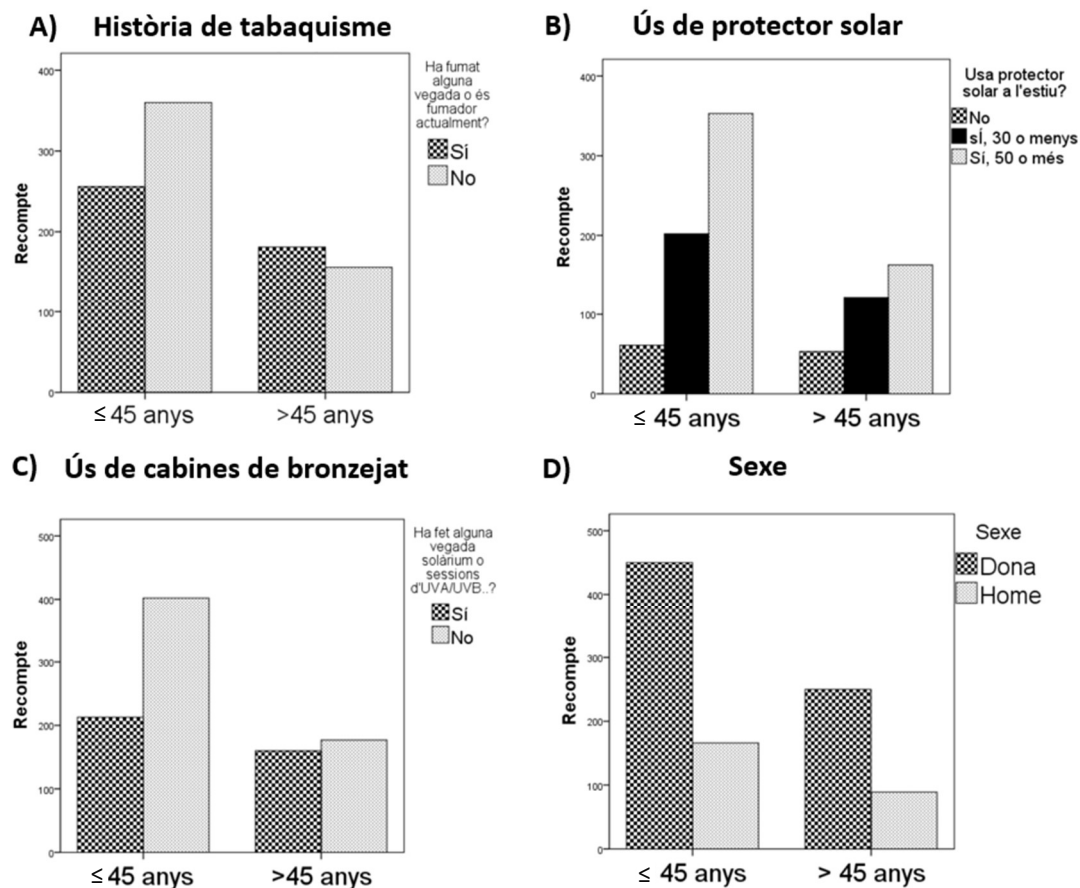 A) Història de tabaquisme
400
300
200
100
0
Recompte
≤ 45 anys
>45 anys
Ha fumat
alguna
vegada o és
fumador
actualment?
Sí
No
B) Ús de protector solar
400
300
200
100
0
Recompte
≤ 45 anys
> 45 anys
Usa protector
solar a l'estiu?
No
sÍ, 30 o menys
Sí, 50 o més
C) Ús de cabines de bronzejat
500
400
300
200
100
0
Recompte
≤ 45 anys
>45 anys
Ha fet alguna
vegada
solàrium o
sessions
d'UVA/UVB..?
Sí
No
D) Sexe
500
400
300
200
100
0
Recompte
≤ 45 anys
> 45 anys
Sexe
Dona
Home